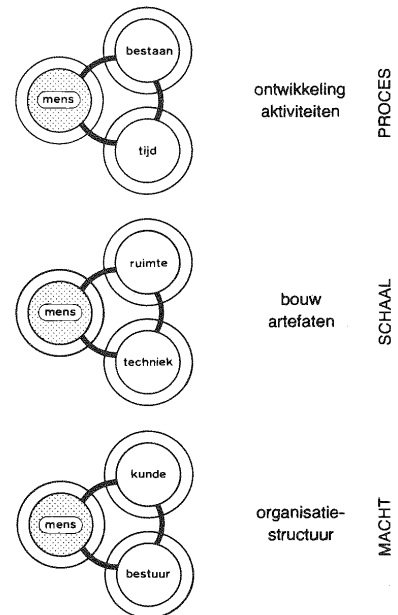 bestaan
mens
tijd
ontwikkeling
aktiviteiten
PROCES
ruimte
mens
techniek
bouw
artefaten
SCHAAL
kunde
mens
bestuur
organisatie-
structuur
MACHT